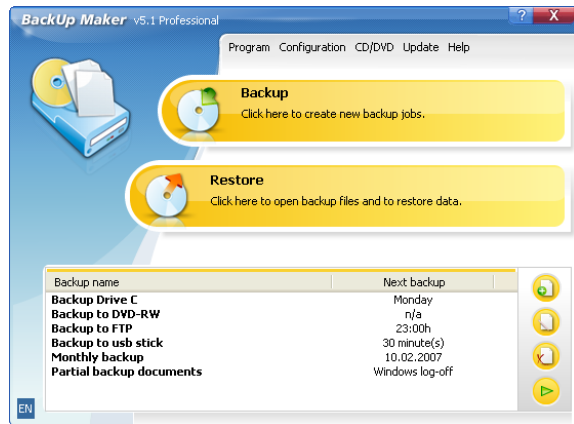 BackUp Maker v5.1 Professional
? X
Program Configuration CD/DVD Update Help
Backup
Click here to create new backup jobs.
Restore
Click here to open backup files and to restore data.
Backup name Next backup
Backup Drive C Monday
Backup to DVD-RW n/a
Backup to FTP 23:00h
Backup to usb stick 30 minute(s)
Monthly backup 10.02.2007
Partial backup documents Windows log-off
EN